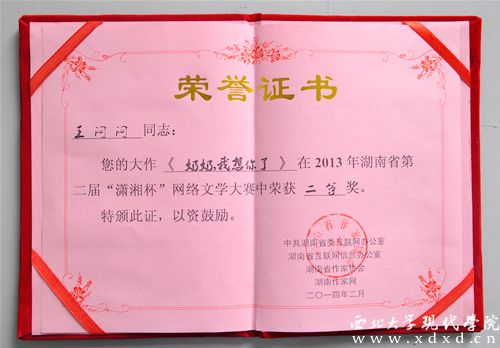 荣誉证书
王问问 同志：
您的大作《 奶奶，我想你了 》在2013年湖南省第
二届“潇湘杯”网络文学大赛中荣获 二等 奖。
特颁此证，以资鼓励。
中共湖南省委互联网办公室
湖南省互联网信息办公室
湖南省作家协会
湖南作家网
二〇一四年二月
西北大学现代学院
www.xdxd.cn